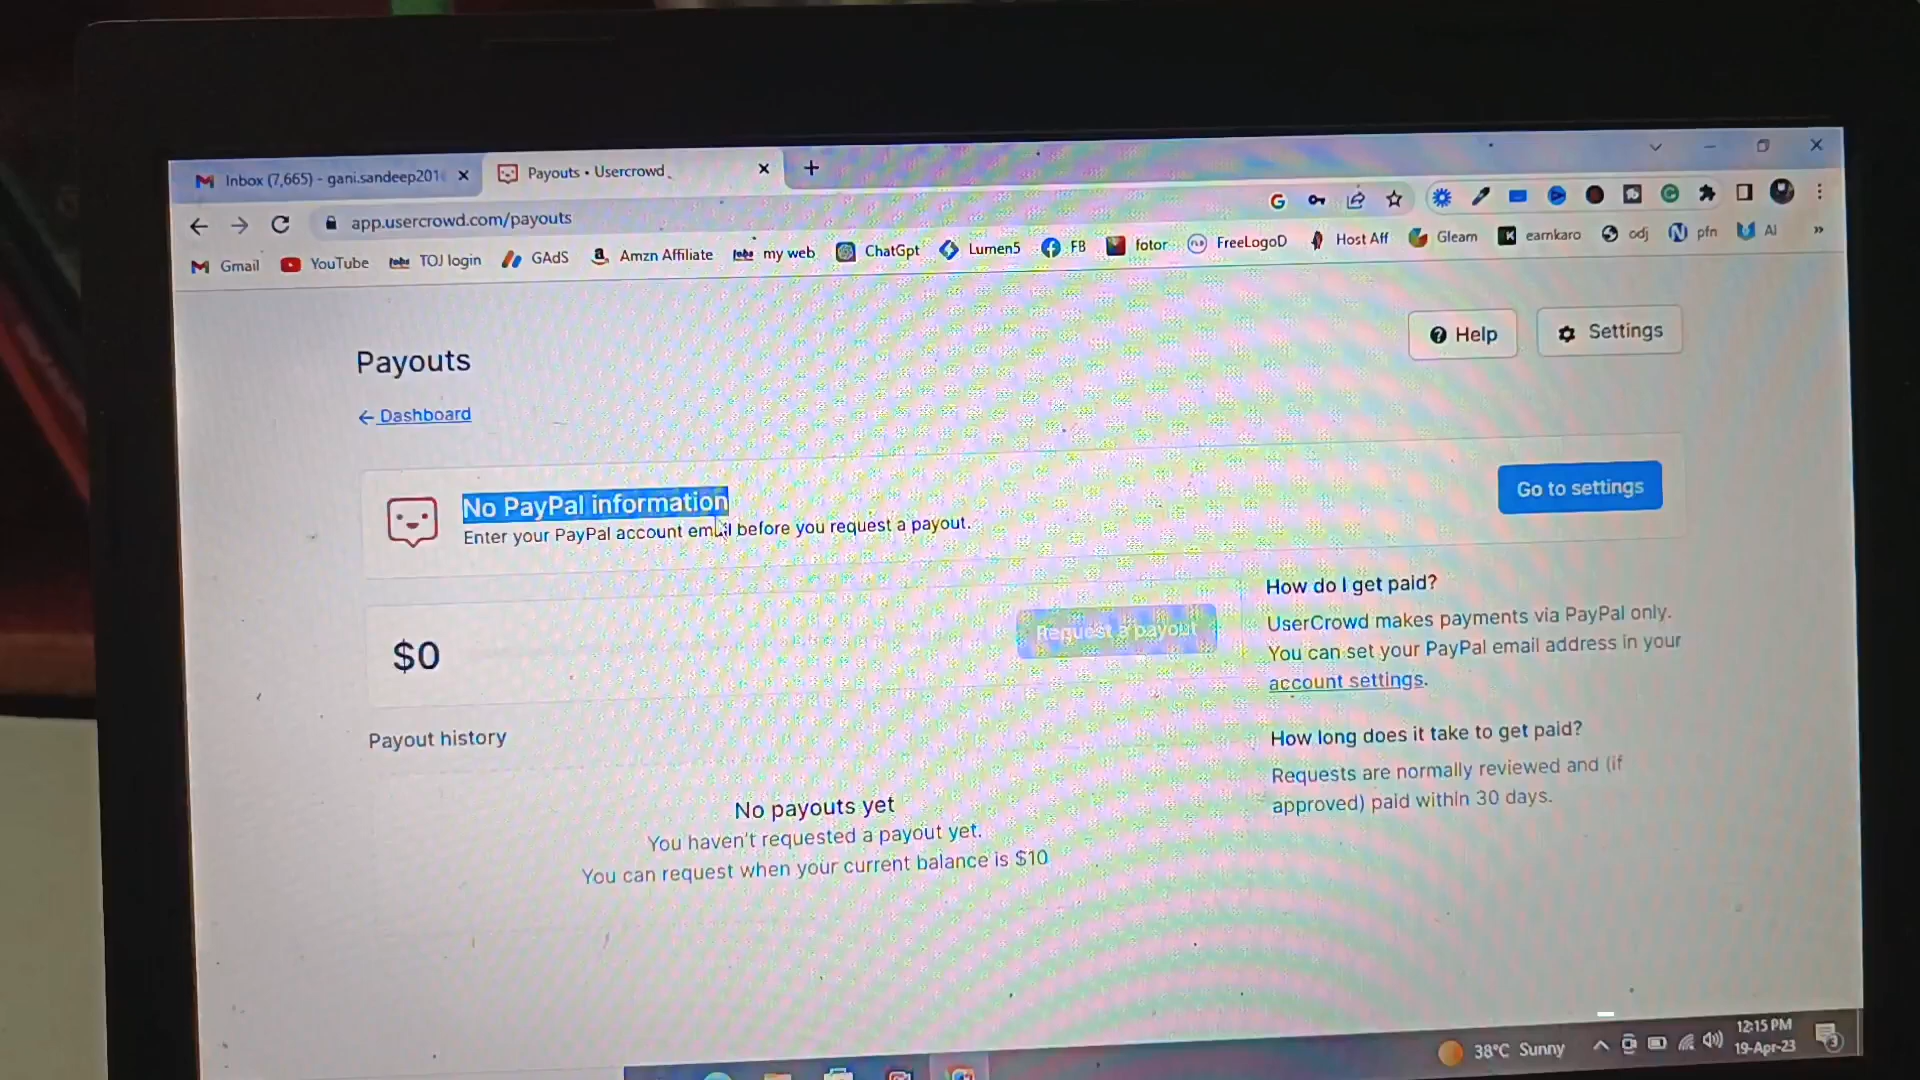 Inbox (7,665) - gani.sandeep201
Payouts • Usercrowd
app.usercrowd.com/payouts
Gmail YouTube TOJ login GAdS Amzn Affiliate my web ChatGpt Lumen5 FB fotor FreeLogoD Host Aff Gleam earnkaro odj pfn AI »
Help
Settings
Payouts
← Dashboard
No PayPal information
Enter your PayPal account email before you request a payout.
Go to settings
$0
Request a payout
How do I get paid?
UserCrowd makes payments via PayPal only.
You can set your PayPal email address in your
account settings.
Payout history
How long does it take to get paid?
Requests are normally reviewed and (if
approved) paid within 30 days.
No payouts yet
You haven't requested a payout yet.
You can request when your current balance is $10
38°C Sunny
12:15 PM
19-Apr-23
3